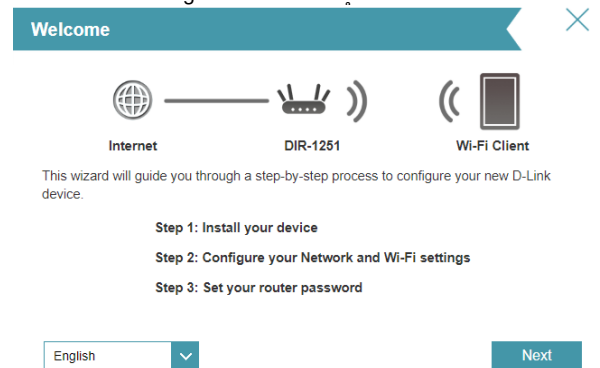 Welcome
Internet
DIR-1251
Wi-Fi Client
This wizard will guide you through a step-by-step process to configure your new D-Link
device.
Step 1: Install your device
Step 2: Configure your Network and Wi-Fi settings
Step 3: Set your router password
English
Next